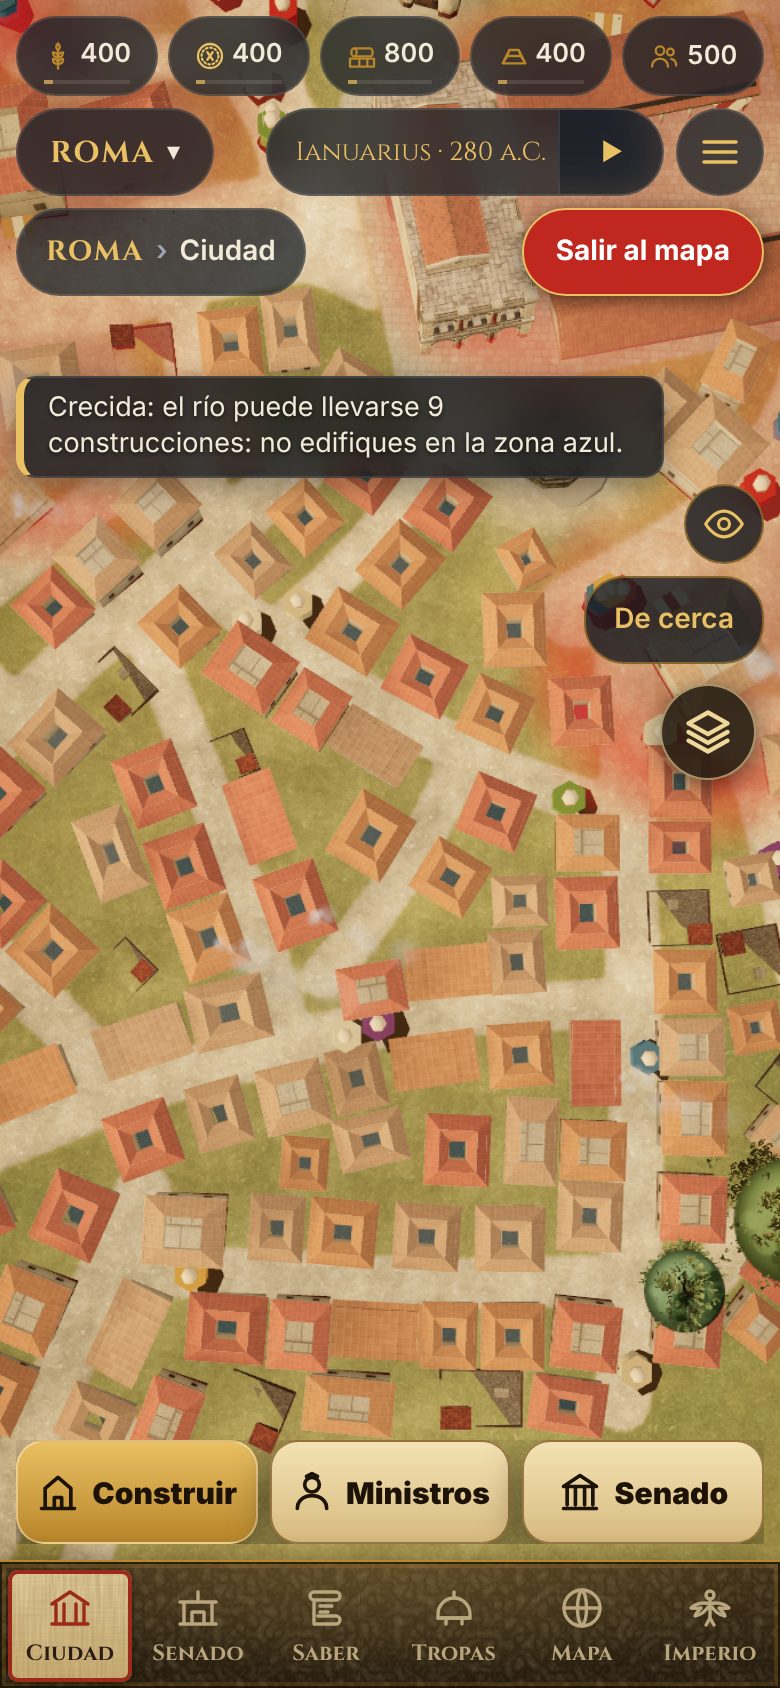 400
400
800
400
500
ROMA ▾
IANUARIUS · 280 A.C.
ROMA › Ciudad
Salir al mapa
Crecida: el río puede llevarse 9
construcciones: no edifiques en la zona azul.
De cerca
Construir
Ministros
Senado
CIUDAD
SENADO
SABER
TROPAS
MAPA
IMPERIO